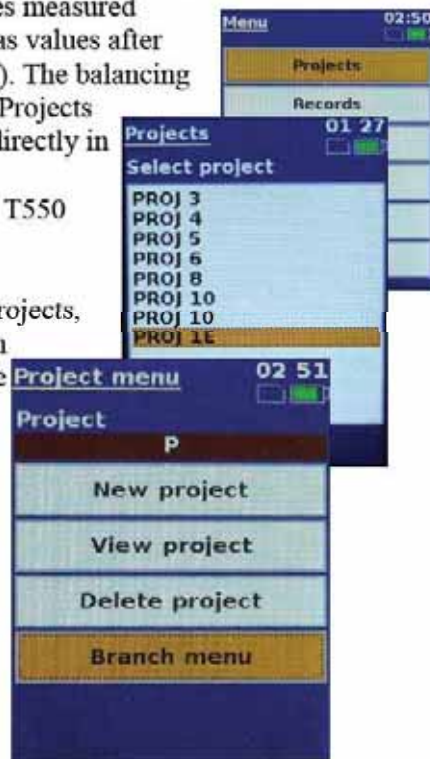 es measured
as values after
). The balancing
Projects
directly in
T550
rojects,
n
e
Menu 02:50
Projects
Records
Projects 01 27
Select project
PROJ 3
PROJ 4
PROJ 5
PROJ 6
PROJ 8
PROJ 10
PROJ 10
PROJ 1E
Project menu 02 51
Project
P
New project
View project
Delete project
Branch menu